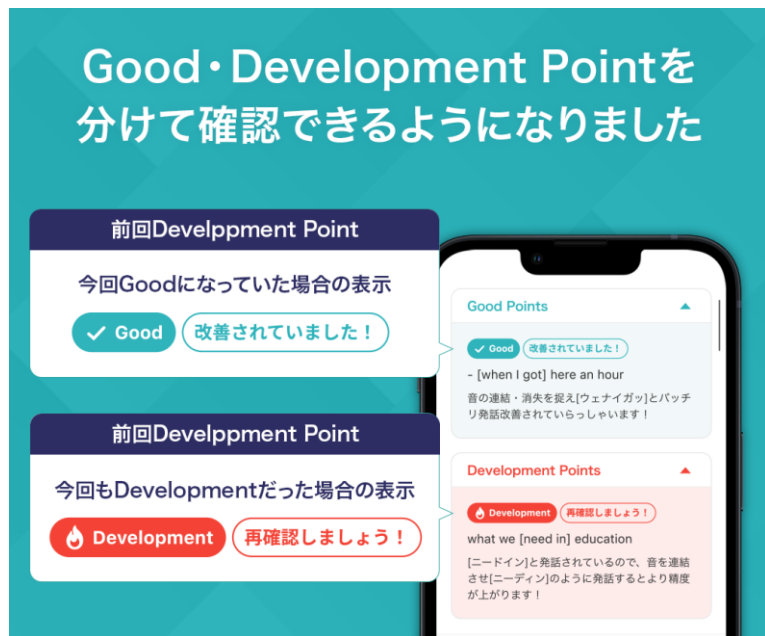 Good・Development Pointを
分けて確認できるようになりました
前回Develppment Point
今回Goodになっていた場合の表示
Good
改善されていました！
前回Develppment Point
今回もDevelopmentだった場合の表示
Development
再確認しましょう！
Good Points
Good
改善されていました！
- [when I got] here an hour
音の連結・消失を捉え[ウェナイガッ]とバッチ
リ発話改善されていらっしゃいます！
Development Points
Development
再確認しましょう！
what we [need in] education
[ニードイン]と発話されているので、音を連結
させ[ニーディン]のように発話するとより精度
が上がります！